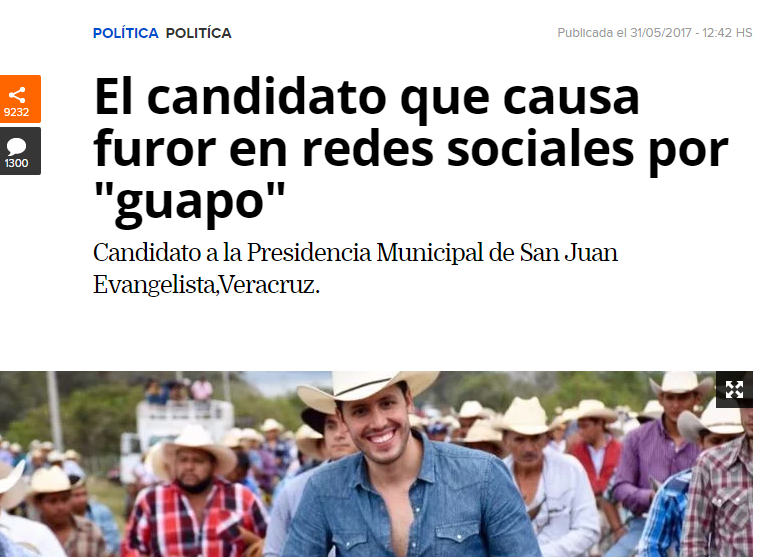 POLÍTICA POLITÍCA
Publicada el 31/05/2017 - 12:42 HS
El candidato que causa
furor en redes sociales por
"guapo"
9232
1300
Candidato a la Presidencia Municipal de San Juan
Evangelista,Veracruz.